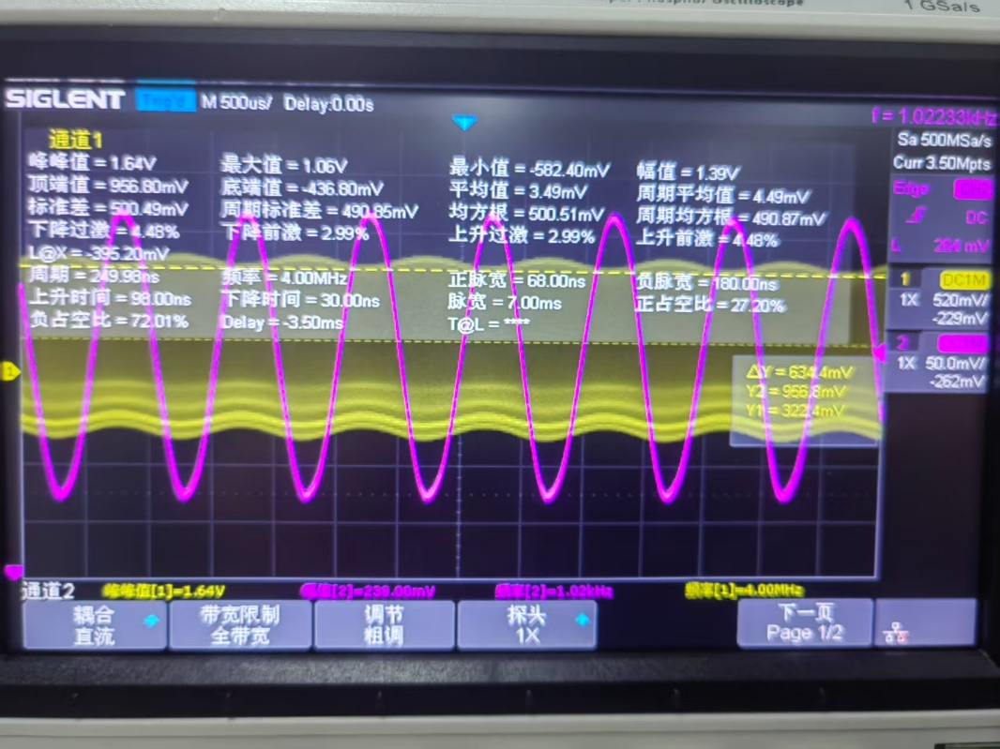 1 GSa/s
SIGLENT Trig'd M 500us/ Delay:0.00s
f = 1.02233kHz
Sa 500MSa/s
Curr 3.50Mpts
Edge CH2
DC
L 284 mV
1 DC1M
1X 520mV/
-229mV
2
1X 50.0mV/
-262mV
通道1
峰峰值 = 1.64V 最大值 = 1.06V 最小值 = -582.40mV 幅值 = 1.39V
顶端值 = 956.80mV 底端值 = -436.80mV 平均值 = 3.49mV 周期平均值 = 4.49mV
标准差 = 500.49mV 周期标准差 = 490.85mV 均方根 = 500.51mV 周期均方根 = 490.87mV
下降过激 = 4.48% 下降前激 = 2.99% 上升过激 = 2.99% 上升前激 = 4.48%
L@X = -395.20mV
周期 = 249.98ns 频率 = 4.00MHz 正脉宽 = 68.00ns 负脉宽 = 180.00ns
上升时间 = 98.00ns 下降时间 = 30.00ns 脉宽 = 7.00ms 正占空比 = 27.20%
负占空比 = 72.01% Delay = -3.50ms T@L = ****
ΔY = 634.4mV
Y2 = 956.8mV
Y1 = 322.4mV
1
通道2 峰峰值[1]=1.64V 幅值[2]=238.00mV 频率[2]=1.02kHz 频率[1]=4.00MHz
耦合 带宽限制 调节 探头 下一页
直流 全带宽 粗调 1X Page 1/2